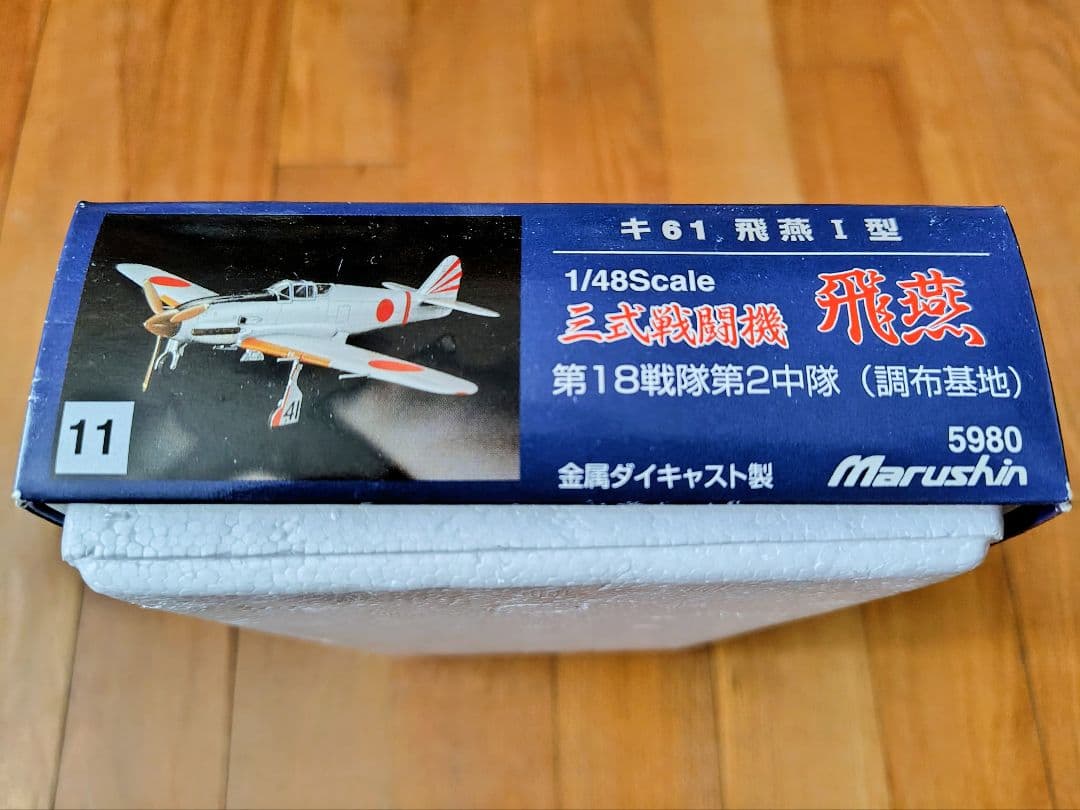 キ61 飛燕I型
1/48Scale
三式戦闘機 飛燕
第18戦隊第2中隊（調布基地）
5980
金属ダイキャスト製 Marushin
11
41